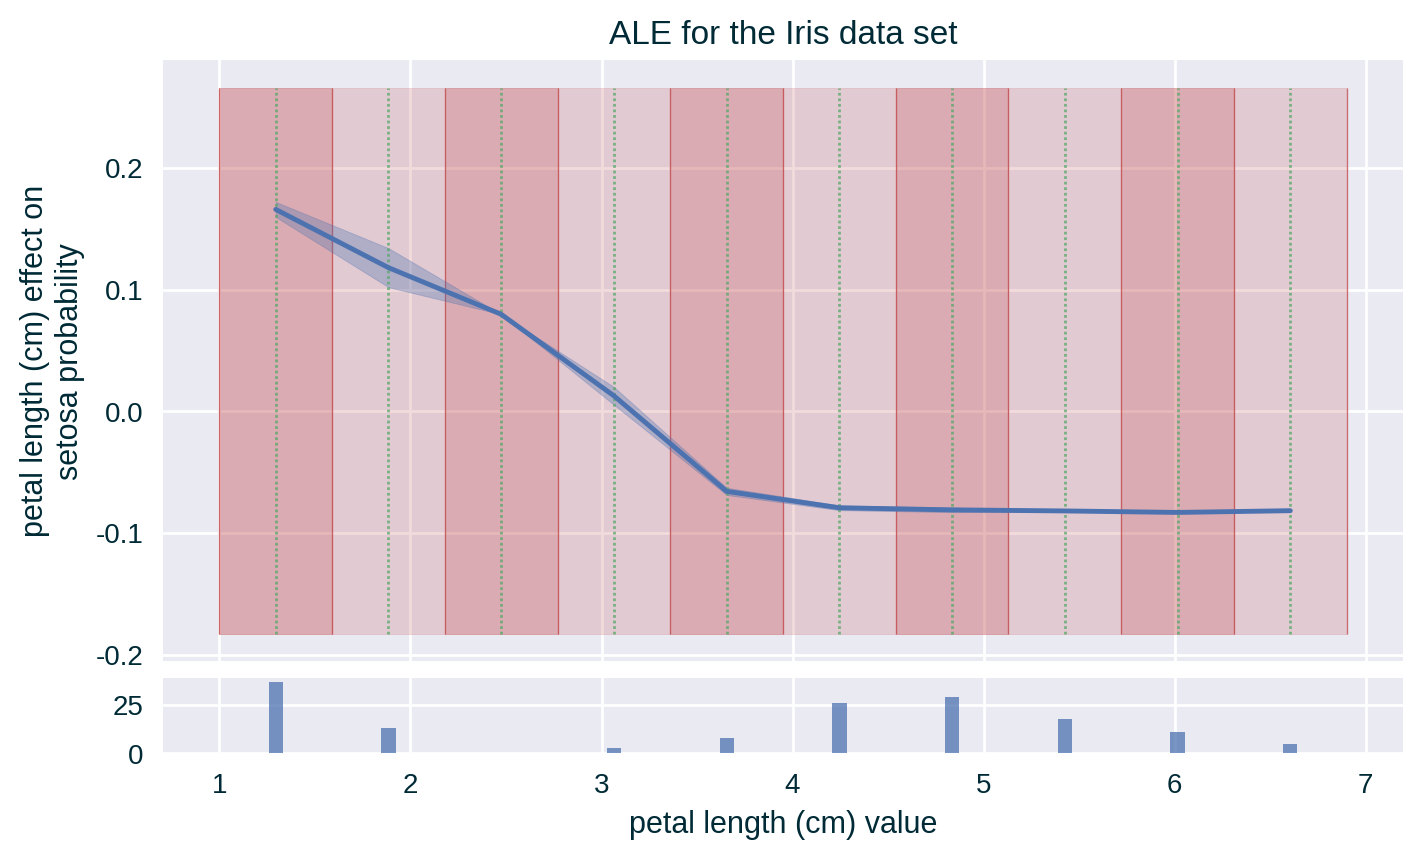 ALE for the Iris data set
petal length (cm) effect on
setosa probability
0.2
0.1
0.0
-0.1
-0.2
25
0
1 2 3 4 5 6 7
petal length (cm) value